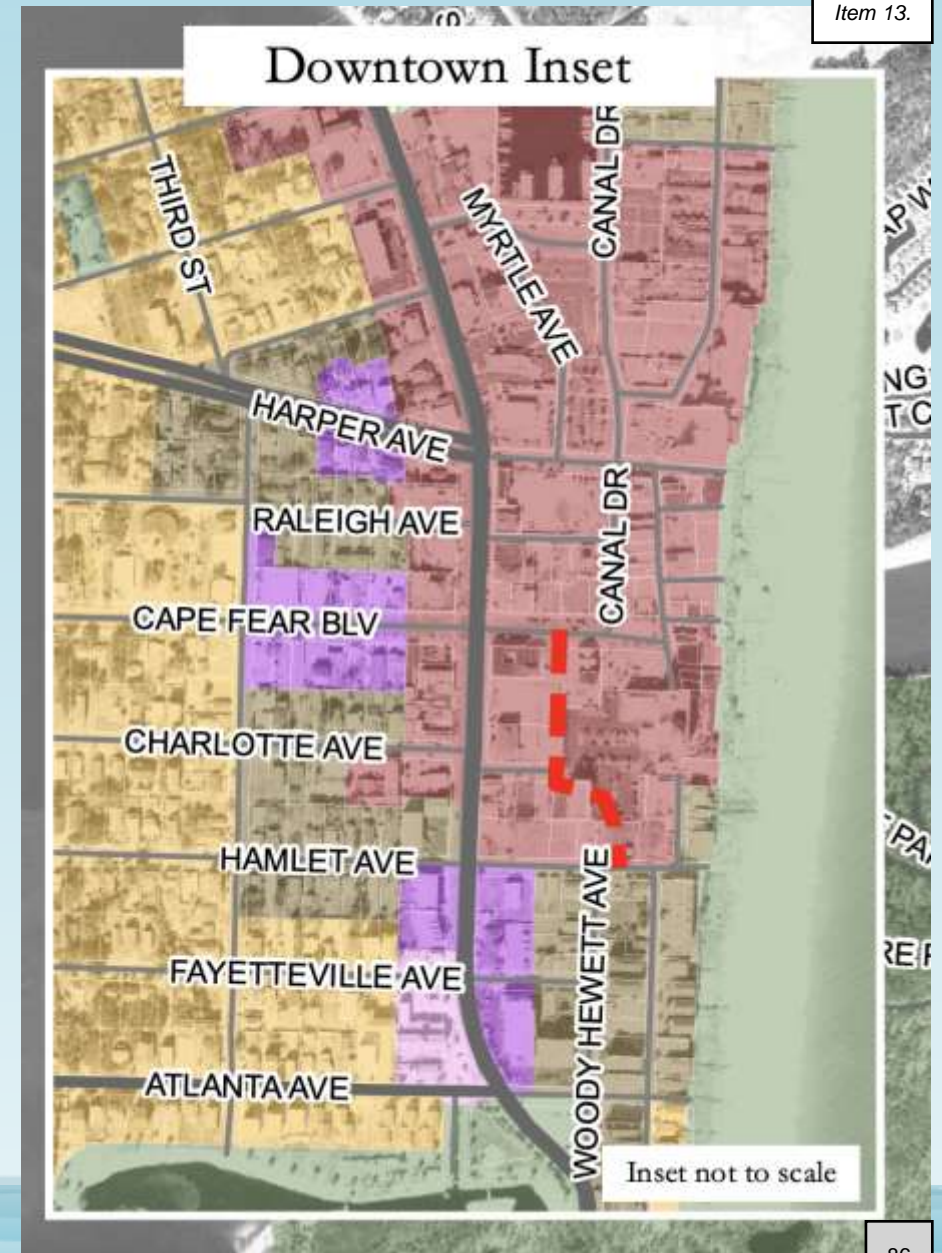 Item 13.
Downtown Inset
THIRD ST
MYRTLE AVE
CANAL DR
HARPER AVE
RALEIGH AVE
CANAL DR
CAPE FEAR BLV
CHARLOTTE AVE
HAMLET AVE
FAYETTEVILLE AVE
WOODY HEWETT AVE
ATLANTA AVE
Inset not to scale